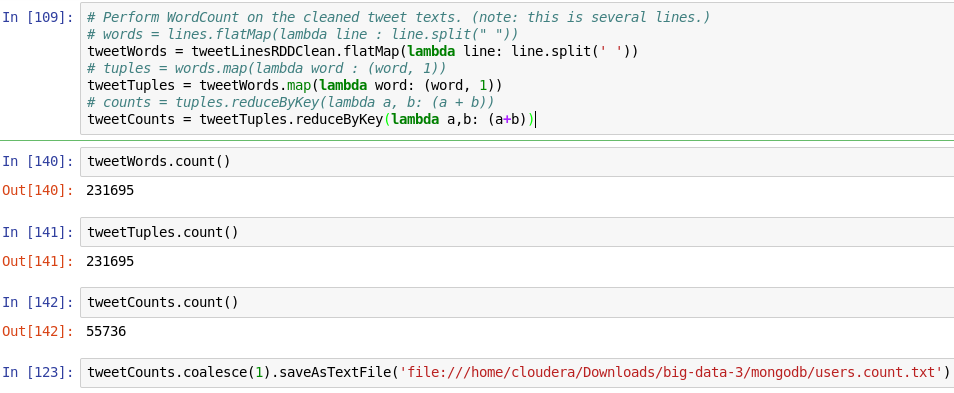 In [109]: # Perform WordCount on the cleaned tweet texts. (note: this is several lines.)
# words = lines.flatMap(lambda line : line.split(" "))
tweetWords = tweetLinesRDDClean.flatMap(lambda line: line.split(' '))
# tuples = words.map(lambda word : (word, 1))
tweetTuples = tweetWords.map(lambda word: (word, 1))
# counts = tuples.reduceByKey(lambda a, b: (a + b))
tweetCounts = tweetTuples.reduceByKey(lambda a,b: (a+b))
In [140]: tweetWords.count()
Out[140]: 231695
In [141]: tweetTuples.count()
Out[141]: 231695
In [142]: tweetCounts.count()
Out[142]: 55736
In [123]: tweetCounts.coalesce(1).saveAsTextFile('file:///home/cloudera/Downloads/big-data-3/mongodb/users.count.txt')